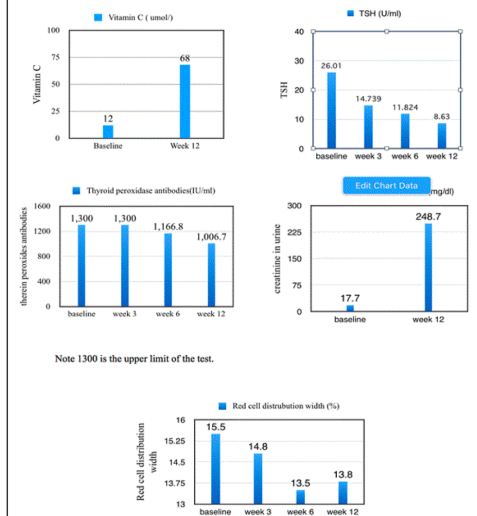 Vitamin C ( umol/)
Vitamin C
100
75
50
25
0
12
68
Baseline
Week 12
TSH (U/ml)
TSH
40
30
20
10
0
26.01
14.739
11.824
8.63
baseline week 3 week 6 week 12
Thyroid peroxidase antibodies(IU/ml)
therein peroxides antibodies
1600
1200
800
400
0
1,300
1,300
1,166.8
1,006.7
baseline week 3 week 6 week 12
Edit Chart Data
mg/dl)
creatinine in urine
300
225
150
75
0
17.7
248.7
baseline week 12
Note 1300 is the upper limit of the test.
Red cell distrubution width (%)
Red cell distribution
width
16
15.25
14.5
13.75
13
15.5
14.8
13.5
13.8
baseline week 3 week 6 week 12